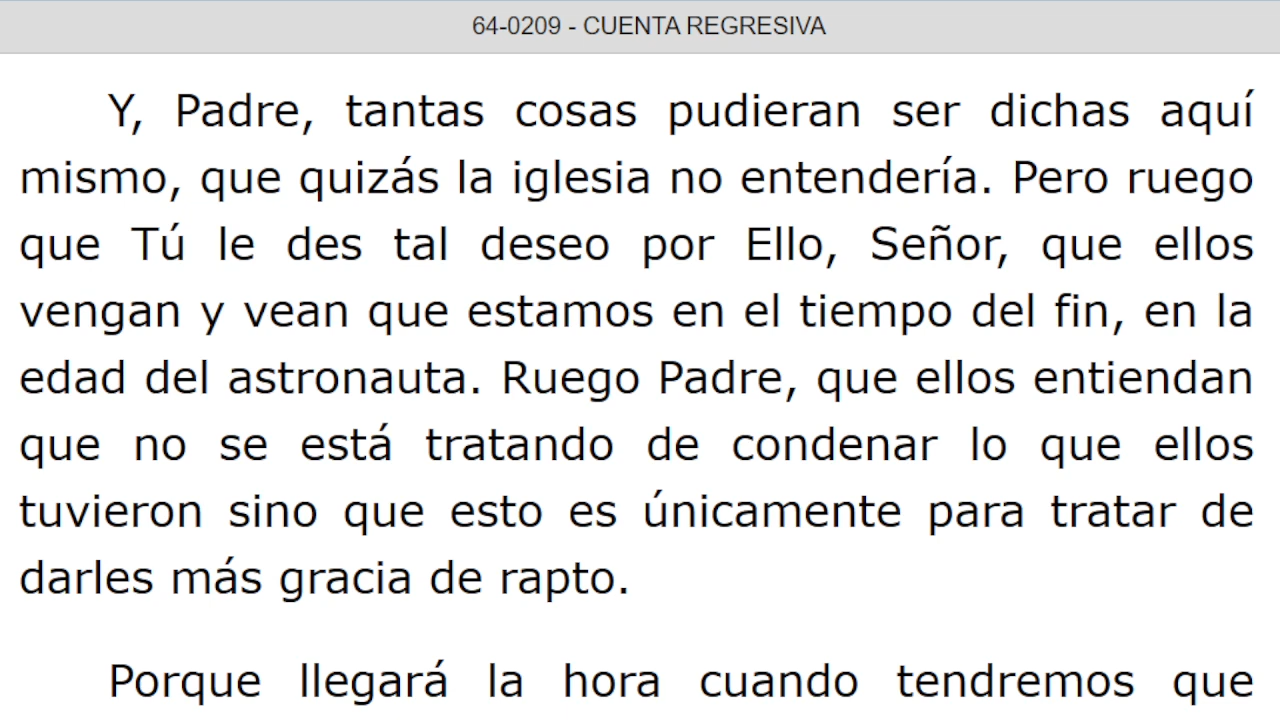 64-0209 - CUENTA REGRESIVA
Y, Padre, tantas cosas pudieran ser dichas aquí
mismo, que quizás la iglesia no entendería. Pero ruego
que Tú le des tal deseo por Ello, Señor, que ellos
vengan y vean que estamos en el tiempo del fin, en la
edad del astronauta. Ruego Padre, que ellos entiendan
que no se está tratando de condenar lo que ellos
tuvieron sino que esto es únicamente para tratar de
darles más gracia de rapto.
Porque llegará la hora cuando tendremos que